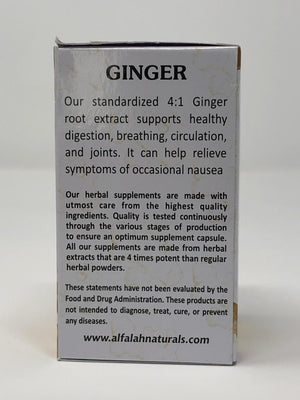 GINGER
Our standardized 4:1 Ginger
root extract supports healthy
digestion, breathing, circulation,
and joints. It can help relieve
symptoms of occasional nausea
Our herbal supplements are made with
utmost care from the highest quality
ingredients. Quality is tested continuously
through the various stages of production
to ensure an optimum supplement capsule.
All our supplements are made from herbal
extracts that are 4 times potent than regular
herbal powders.
These statements have not been evaluated by the
Food and Drug Administration. These products are
not intended to diagnose, treat, cure, or prevent
any diseases.
www.alfalahnaturals.com